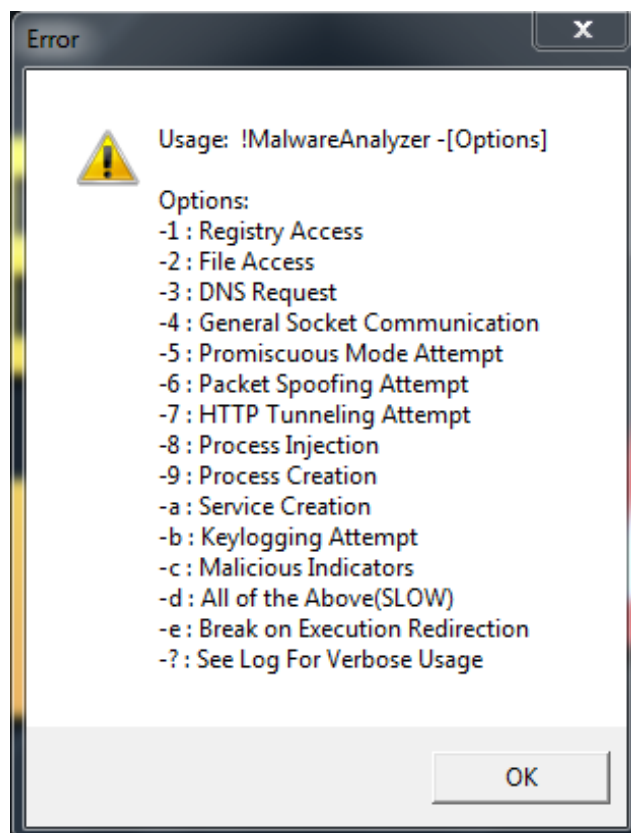 Error
Usage:  !MalwareAnalyzer -[Options]
Options:
-1 : Registry Access
-2 : File Access
-3 : DNS Request
-4 : General Socket Communication
-5 : Promiscuous Mode Attempt
-6 : Packet Spoofing Attempt
-7 : HTTP Tunneling Attempt
-8 : Process Injection
-9 : Process Creation
-a : Service Creation
-b : Keylogging Attempt
-c : Malicious Indicators
-d : All of the Above(SLOW)
-e : Break on Execution Redirection
-? : See Log For Verbose Usage
OK